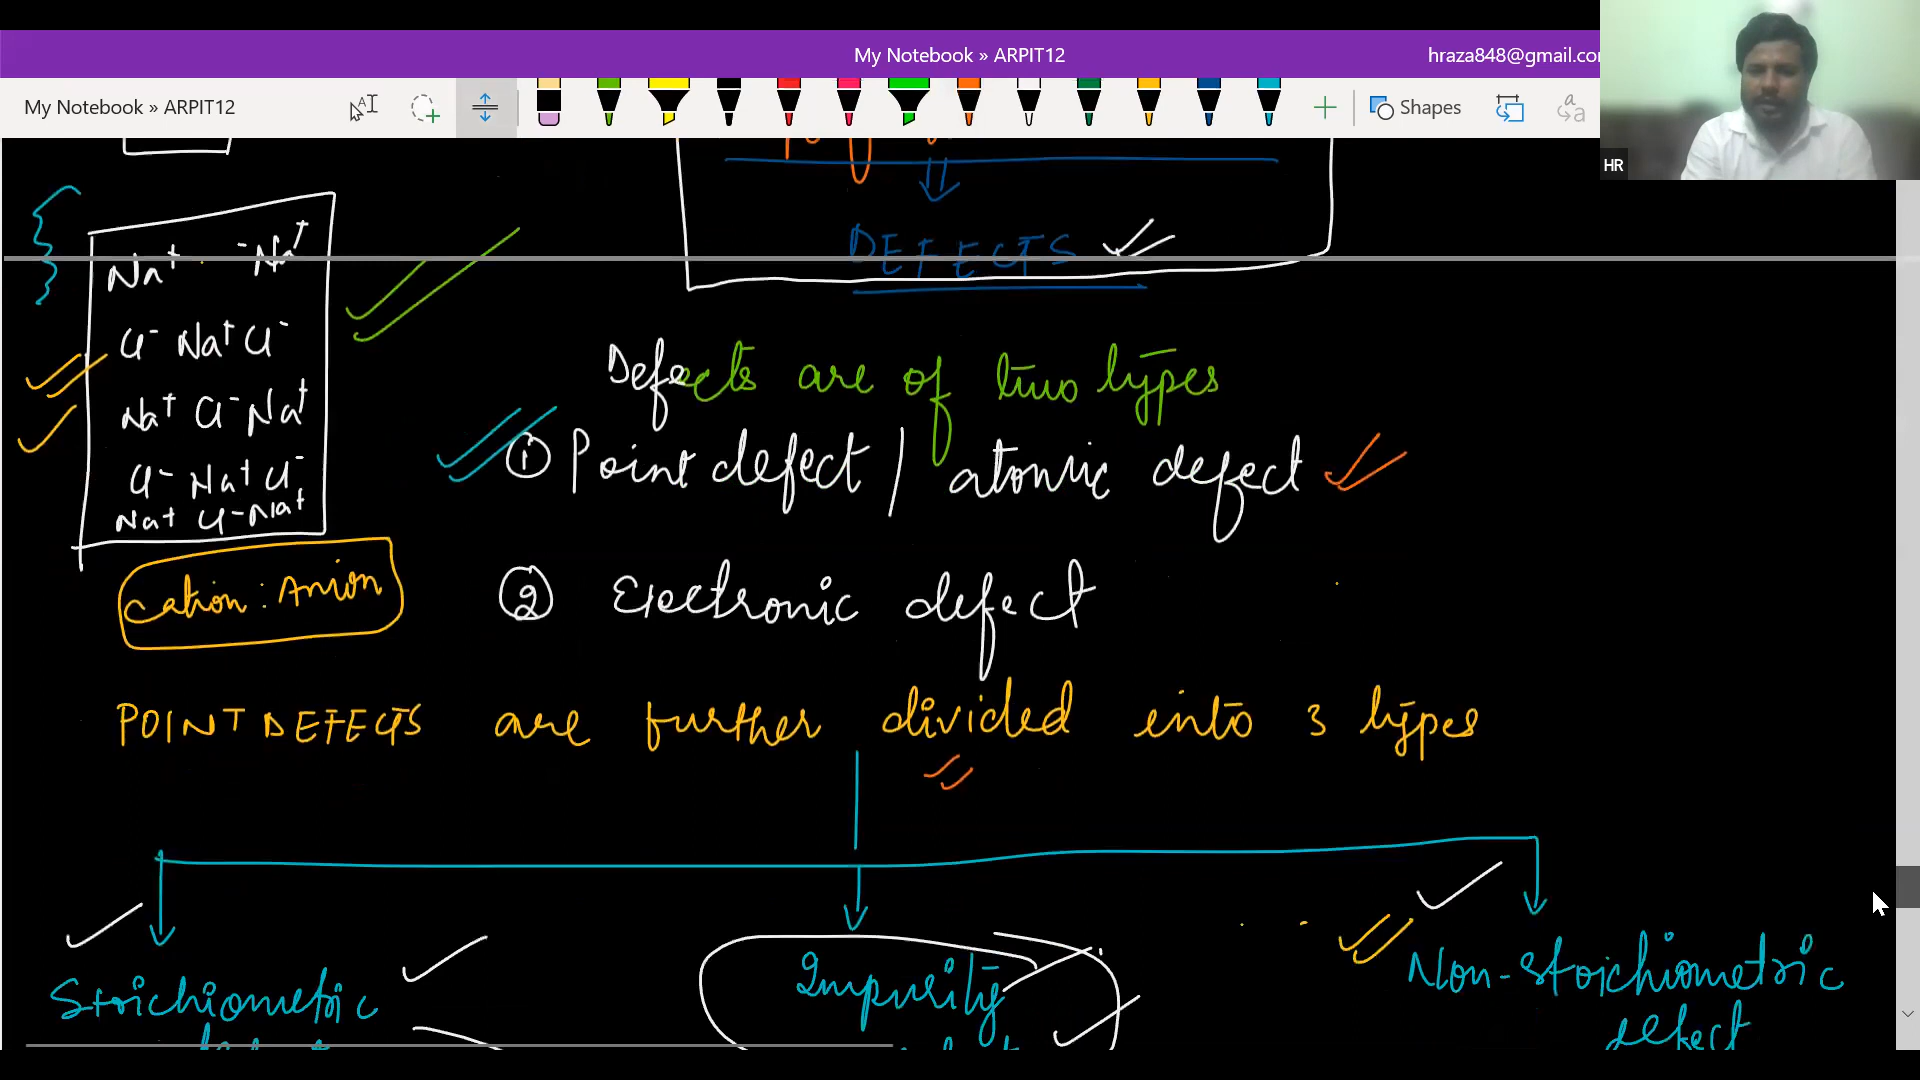 My Notebook » ARPIT12
hraza848@gmail.co
My Notebook » ARPIT12
Shapes
HR
DEFECTS
Na⁺ ⁻Na⁺
Cl⁻ Na⁺ Cl⁻
Na⁺ Cl⁻ Na⁺
Cl⁻ Na⁺ Cl⁻
Na⁺ Cl⁻ Na⁺
Cation : Anion
Defects are of two types
① Point defect / atomic defect
② Electronic defect
POINT DEFECTS are further divided into 3 types
Stoichiometric
Impurity
Non-Stoichiometric
defect